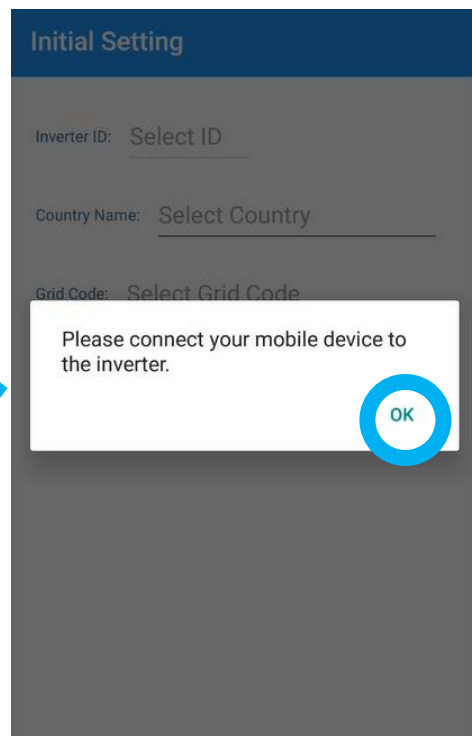 Initial Setting
Inverter ID: Select ID
Country Name: Select Country
Grid Code: Select Grid Code
Please connect your mobile device to
the inverter.
OK